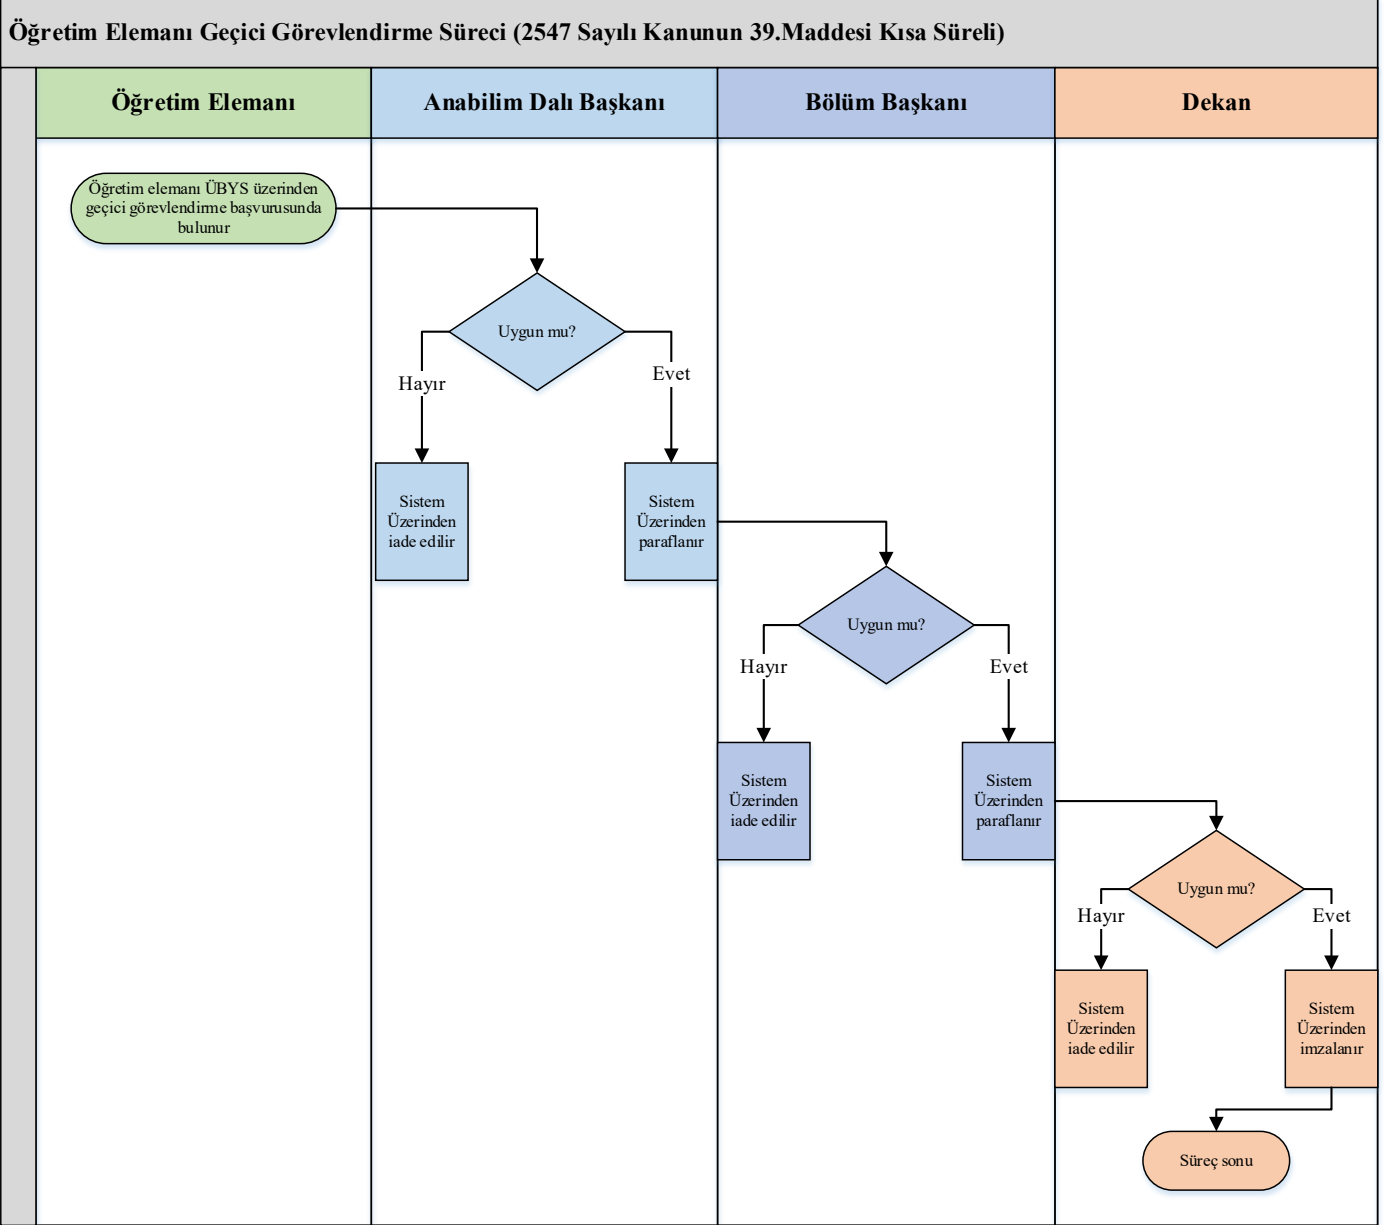 Öğretim Elemanı Geçici Görevlendirme Süreci (2547 Sayılı Kanunun 39.Maddesi Kısa Süreli)
Öğretim Elemanı
Anabilim Dalı Başkanı
Bölüm Başkanı
Dekan
Öğretim elemanı ÜBYS üzerinden
geçici görevlendirme başvurusunda
bulunur
Uygun mu?
Hayır
Evet
Sistem
Üzerinden
iade edilir
Sistem
Üzerinden
paraflanır
Uygun mu?
Hayır
Evet
Sistem
Üzerinden
iade edilir
Sistem
Üzerinden
paraflanır
Uygun mu?
Hayır
Evet
Sistem
Üzerinden
iade edilir
Sistem
Üzerinden
imzalanır
Süreç sonu